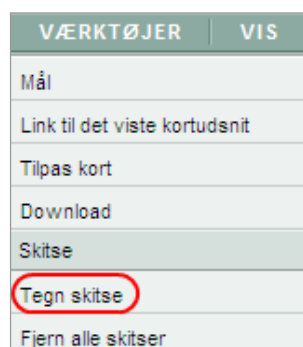 VÆRKTØJER VIS
Mål
Link til det viste kortudsnit
Tilpas kort
Download
Skitse
Tegn skitse
Fjern alle skitser